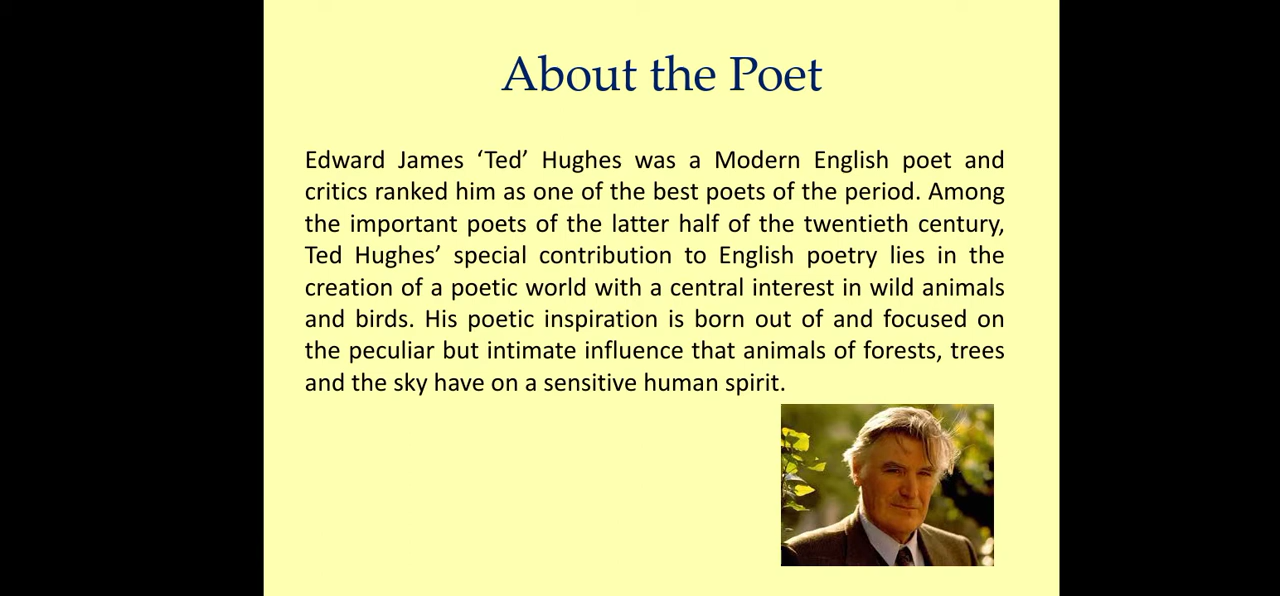 About the Poet
Edward James ‘Ted’ Hughes was a Modern English poet and
critics ranked him as one of the best poets of the period. Among
the important poets of the latter half of the twentieth century,
Ted Hughes’ special contribution to English poetry lies in the
creation of a poetic world with a central interest in wild animals
and birds. His poetic inspiration is born out of and focused on
the peculiar but intimate influence that animals of forests, trees
and the sky have on a sensitive human spirit.